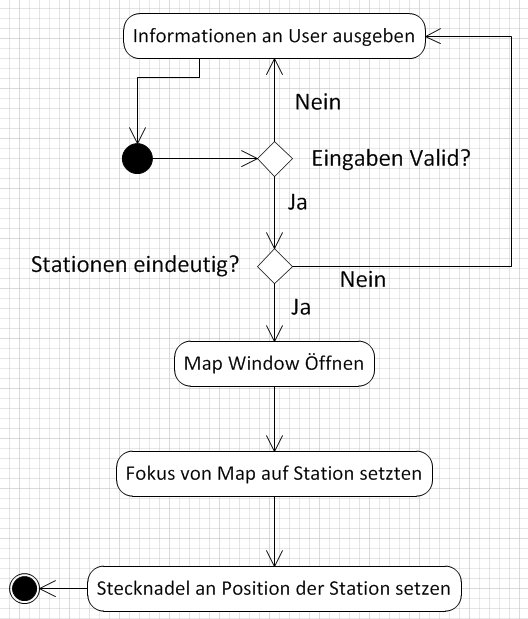 Informationen an User ausgeben
Nein
Eingaben Valid?
Ja
Stationen eindeutig?
Nein
Ja
Map Window Öffnen
Fokus von Map auf Station setzten
Stecknadel an Position der Station setzen